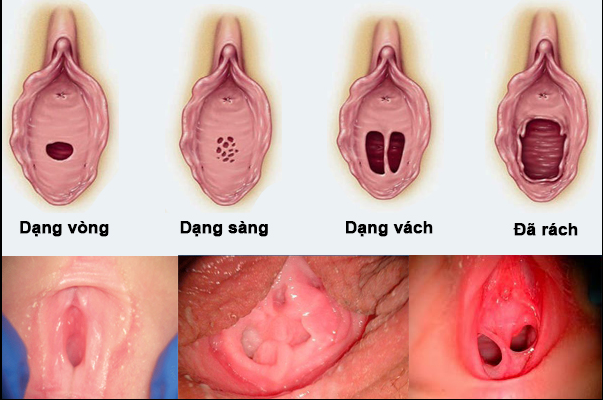 Dạng vòng
Dạng sàng
Dạng vách
Đã rách